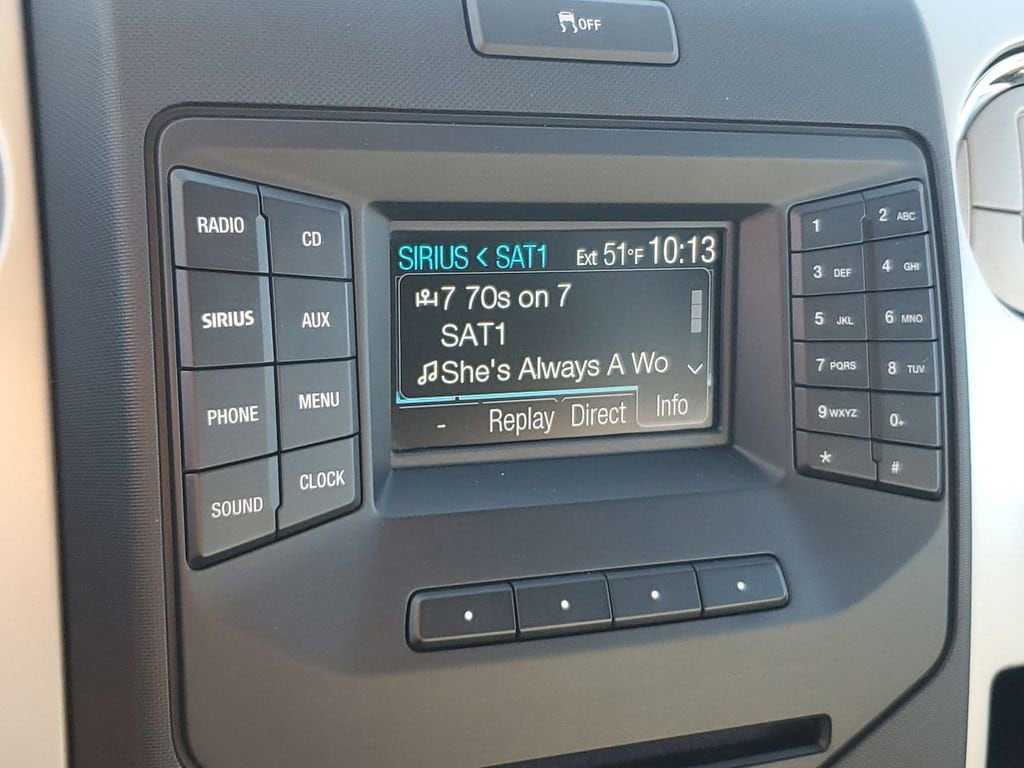 OFF
RADIO
CD
SIRIUS
AUX
PHONE
MENU
SOUND
CLOCK
SIRIUS < SAT1 Ext 51°F 10:13
7 70s on 7
SAT1
She's Always A Wo
- Replay Direct Info
1
2 ABC
3 DEF
4 GHI
5 JKL
6 MNO
7 PQRS
8 TUV
9 WXYZ
0+
*
#